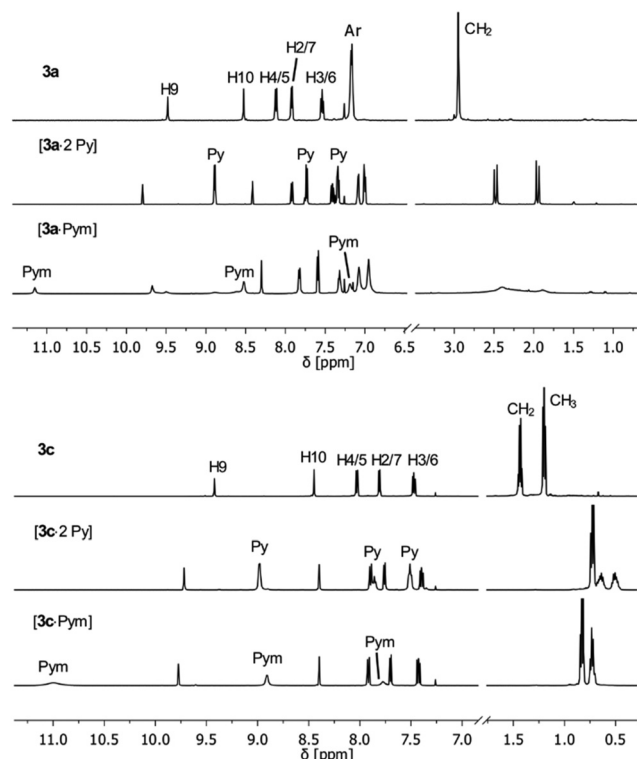 3a
H9
H10
H4/5
H2/7
H3/6
Ar
CH2
[3a·2 Py]
Py
Py
Py
[3a·Pym]
Pym
Pym
Pym
11.0 10.5 10.0 9.5 9.0 8.5 8.0 7.5 7.0 6.5 3.0 2.5 2.0 1.5 1.0
δ [ppm]
δ [ppm]
3c
H9
H10
H4/5
H2/7
H3/6
CH2
CH3
[3c·2 Py]
Py
Py
Py
[3c·Pym]
Pym
Pym
Pym
11.0 10.5 10.0 9.5 9.0 8.5 8.0 7.5 7.0 1.5 1.0 0.5
δ [ppm]
δ [ppm]